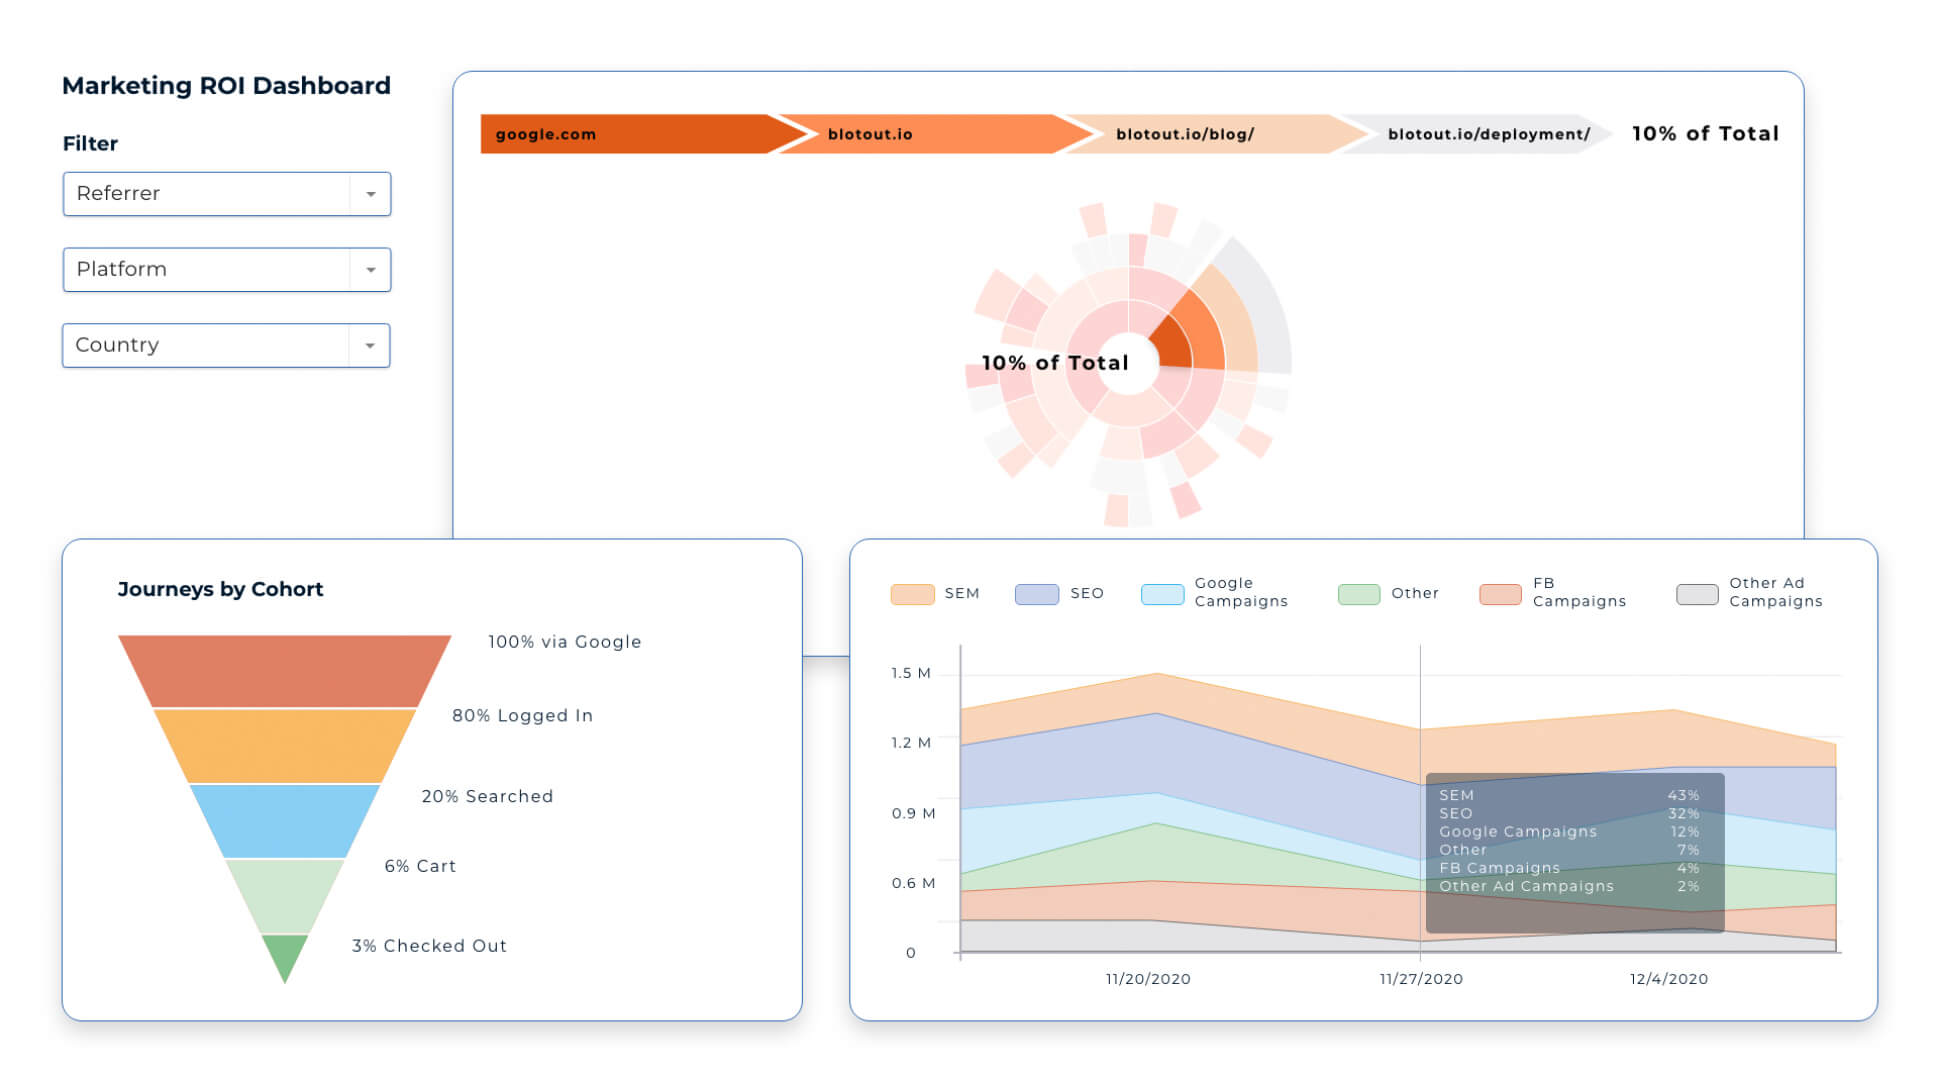 Marketing ROI Dashboard
Filter
Referrer
Platform
Country
google.com
blotout.io
blotout.io/blog/
blotout.io/deployment/
10% of Total
10% of Total
Journeys by Cohort
100% via Google
80% Logged In
20% Searched
6% Cart
3% Checked Out
SEM
SEO
Google
Campaigns
Other
FB
Campaigns
Other Ad
Campaigns
1.5 M
1.2 M
0.9 M
0.6 M
0
SEM 43%
SEO 32%
Google Campaigns 12%
Other 7%
FB Campaigns 4%
Other Ad Campaigns 2%
11/20/2020
11/27/2020
12/4/2020